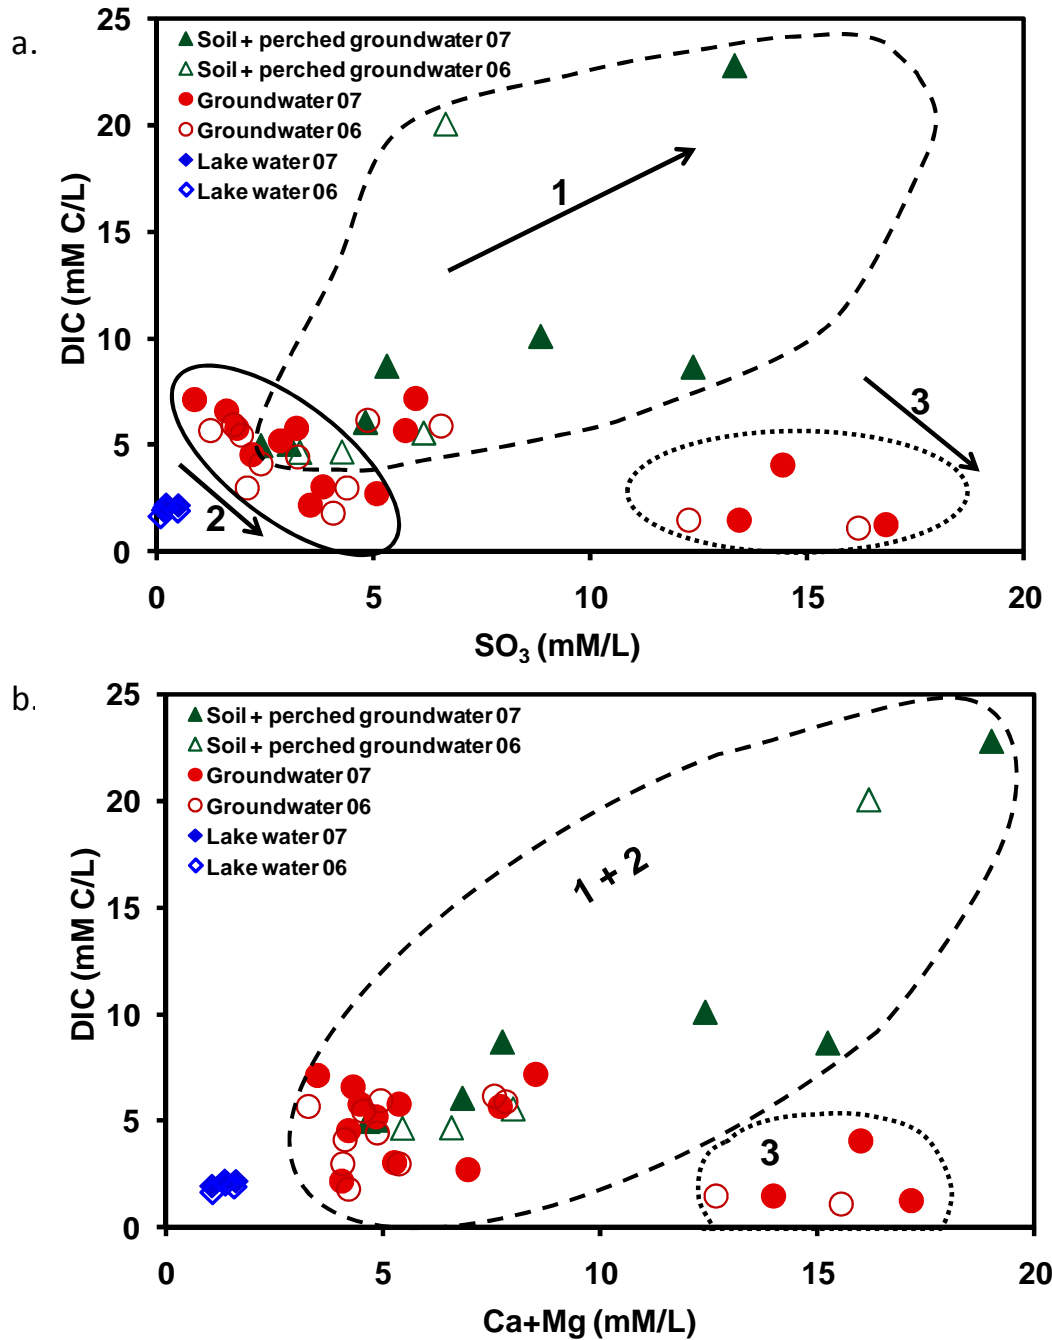 a.
25
20
15
10
5
0
DIC (mM C/L)
Soil + perched groundwater 07
Soil + perched groundwater 06
Groundwater 07
Groundwater 06
Lake water 07
Lake water 06
1
2
3
0 5 10 15 20
SO₃ (mM/L)
b.
25
20
15
10
5
0
DIC (mM C/L)
Soil + perched groundwater 07
Soil + perched groundwater 06
Groundwater 07
Groundwater 06
Lake water 07
Lake water 06
1 + 2
3
0 5 10 15 20
Ca+Mg (mM/L)